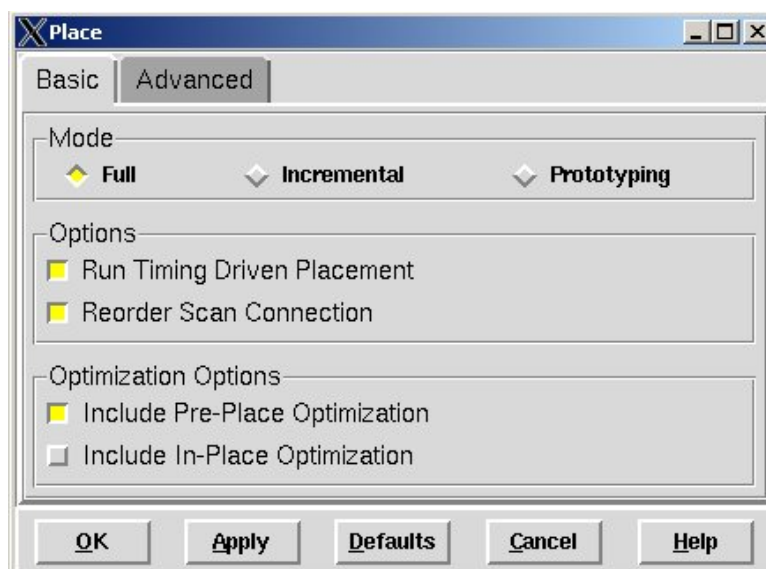 Place
Basic Advanced
Mode
Full Incremental Prototyping
Options
Run Timing Driven Placement
Reorder Scan Connection
Optimization Options
Include Pre-Place Optimization
Include In-Place Optimization
OK Apply Defaults Cancel Help